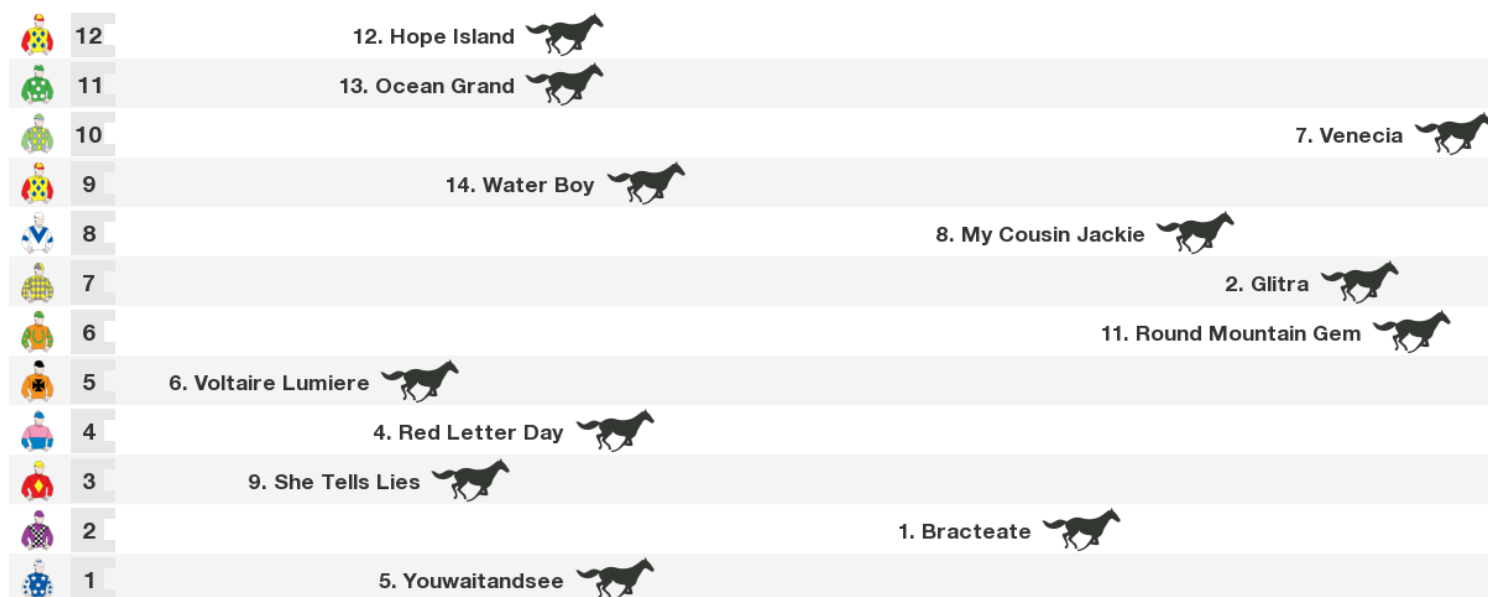 12 12. Hope Island
11 13. Ocean Grand
10 7. Venecia
9 14. Water Boy
8 8. My Cousin Jackie
7 2. Glitra
6 11. Round Mountain Gem
5 6. Voltaire Lumiere
4 4. Red Letter Day
3 9. She Tells Lies
2 1. Bracteate
1 5. Youwaitandsee